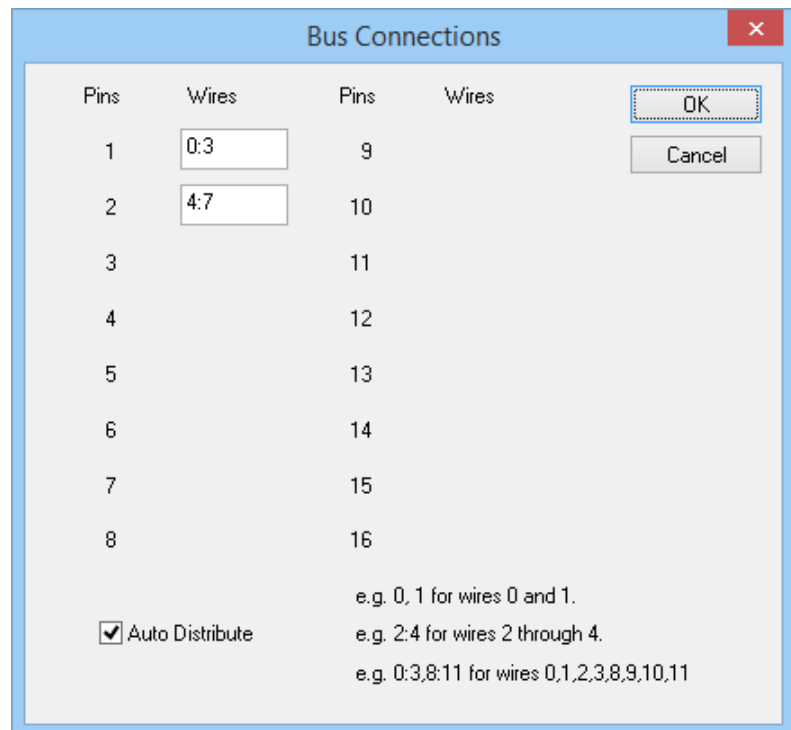 Bus Connections
Pins Wires Pins Wires OK
1 0:3 9 Cancel
2 4:7 10
3 11
4 12
5 13
6 14
7 15
8 16
e.g. 0, 1 for wires 0 and 1.
Auto Distribute e.g. 2:4 for wires 2 through 4.
e.g. 0:3,8:11 for wires 0,1,2,3,8,9,10,11